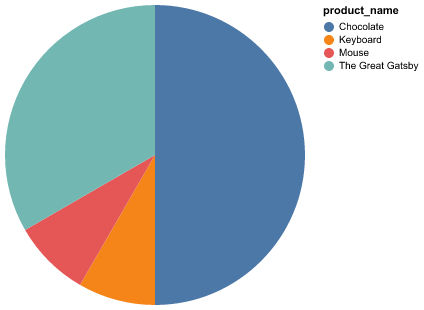 product_name
Chocolate
Keyboard
Mouse
The Great Gatsby